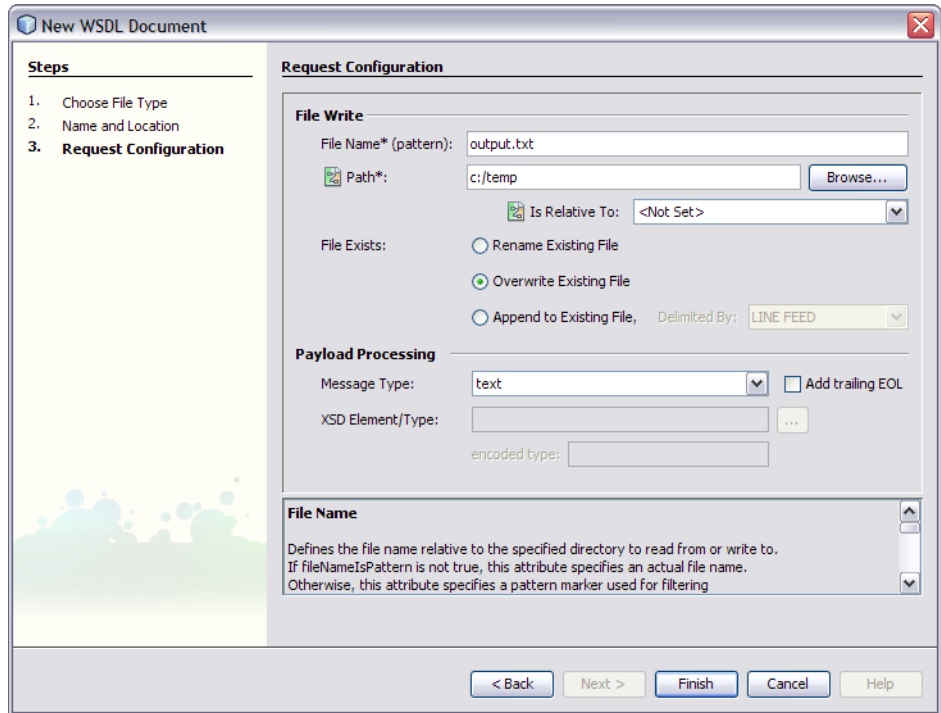 New WSDL Document
Steps
1. Choose File Type
2. Name and Location
3. Request Configuration
Request Configuration
File Write
File Name* (pattern): output.txt
Path*: c:/temp Browse...
Is Relative To: <Not Set>
File Exists: Rename Existing File
Overwrite Existing File
Append to Existing File, Delimited By: LINE FEED
Payload Processing
Message Type: text Add trailing EOL
XSD Element/Type: ...
encoded type:
File Name
Defines the file name relative to the specified directory to read from or write to.
If fileNameIsPattern is not true, this attribute specifies an actual file name.
Otherwise, this attribute specifies a pattern marker used for filtering
< Back Next > Finish Cancel Help